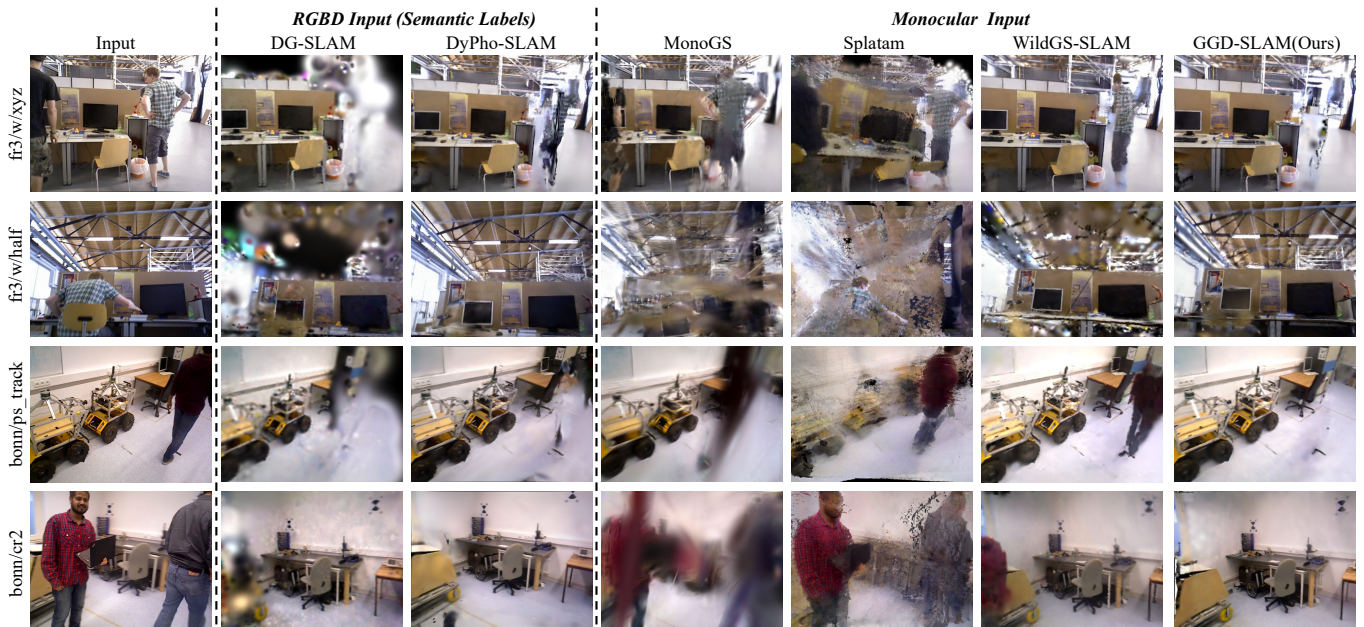 RGBD Input (Semantic Labels)
Monocular Input
Input
DG-SLAM
DyPho-SLAM
MonoGS
Splatam
WildGS-SLAM
GGD-SLAM(Ours)
fr3/w/xyz
fr3/w/half
bonn/ps_track
bonn/cr2